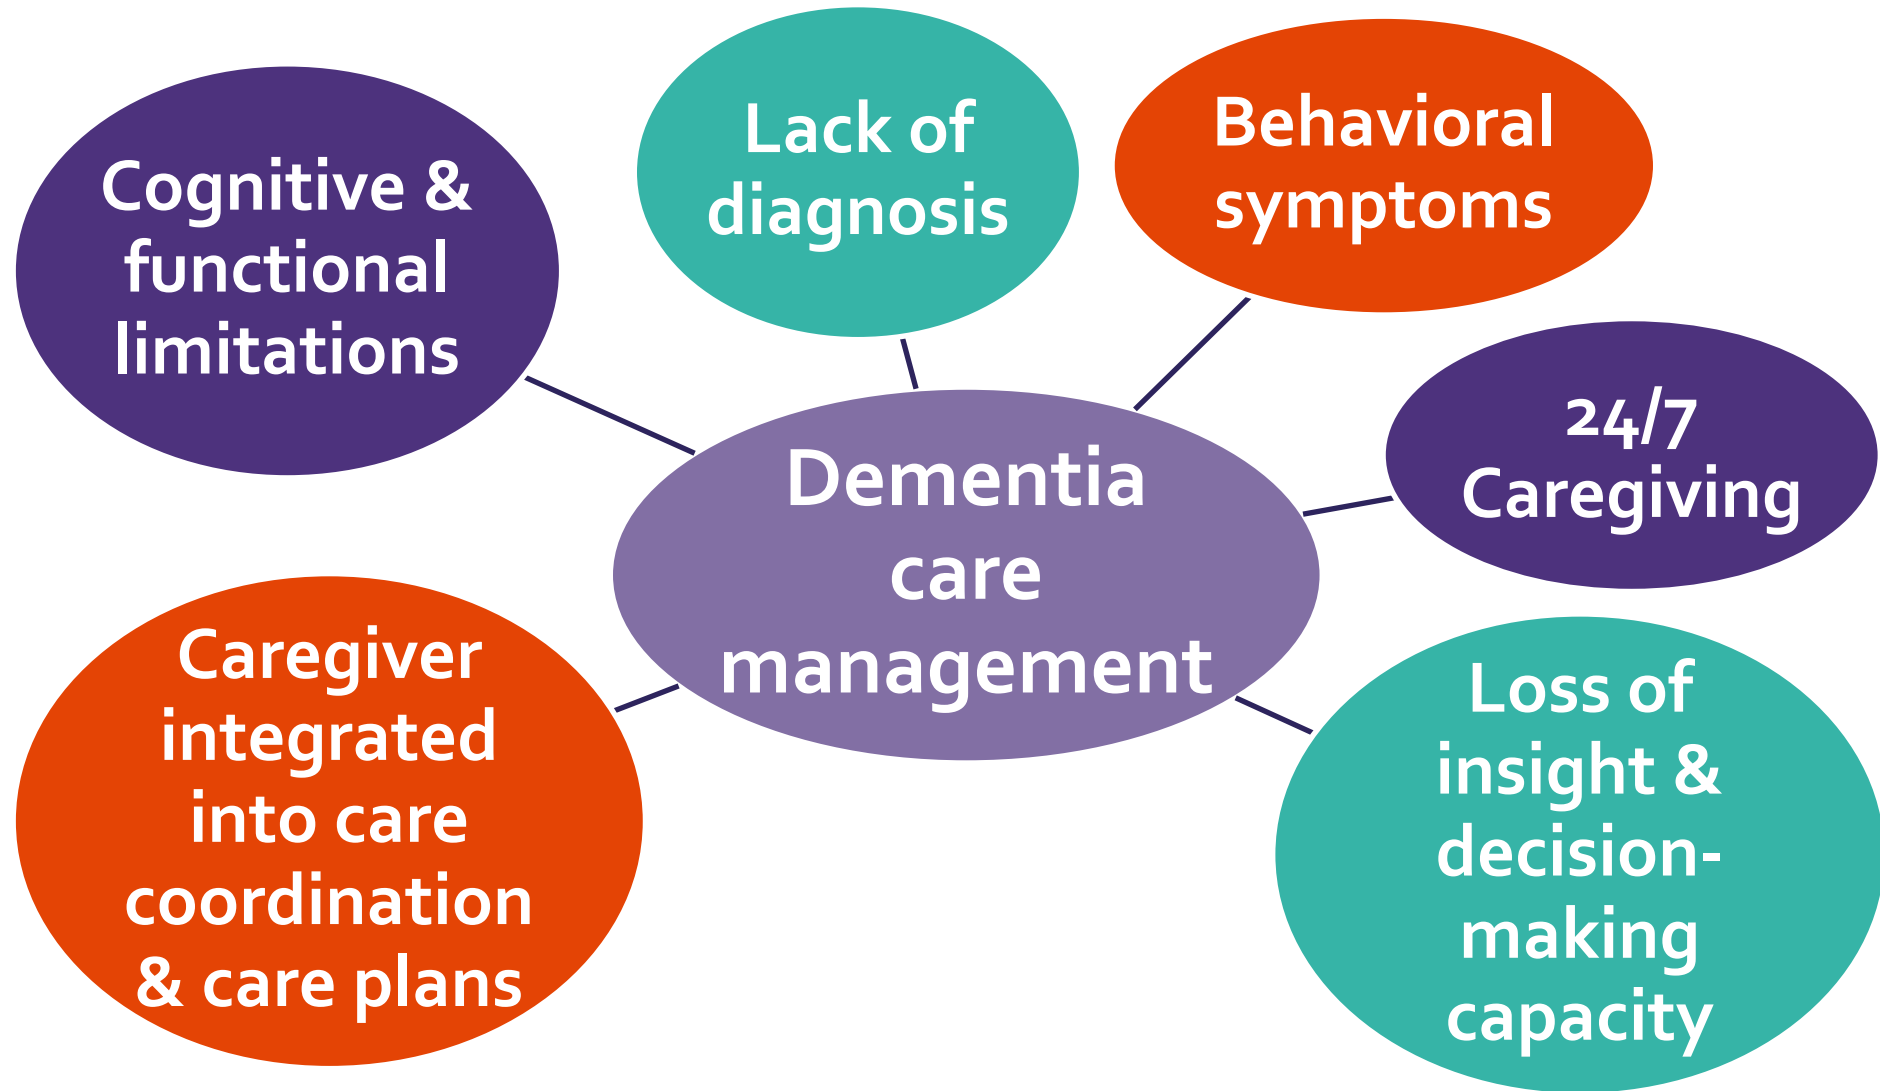 Cognitive &
functional
limitations
Lack of
diagnosis
Behavioral
symptoms
24/7
Caregiving
Dementia
care
management
Caregiver
integrated
into care
coordination
& care plans
Loss of
insight &
decision-
making
capacity